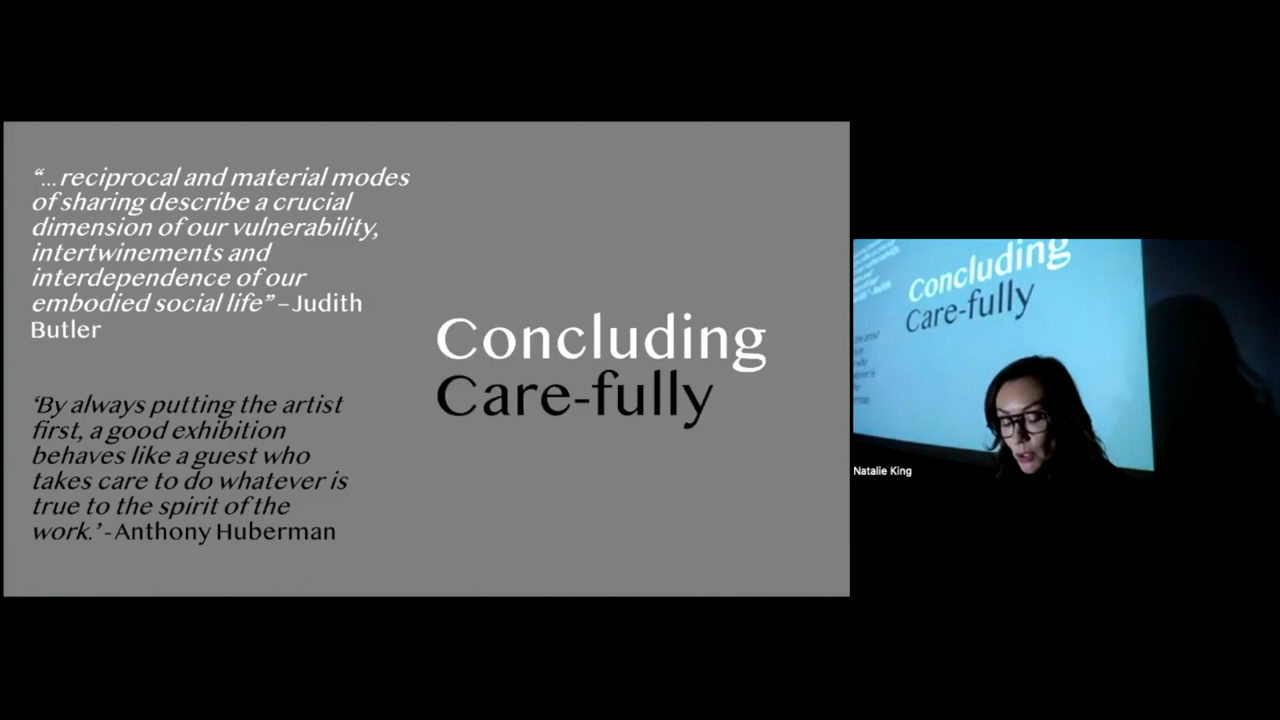 “...reciprocal and material modes
of sharing describe a crucial
dimension of our vulnerability,
intertwinements and
interdependence of our
embodied social life” – Judith
Butler
‘By always putting the artist
first, a good exhibition
behaves like a guest who
takes care to do whatever is
true to the spirit of the
work.’ - Anthony Huberman
Concluding
Care-fully
Concluding
Care-fully
Natalie King